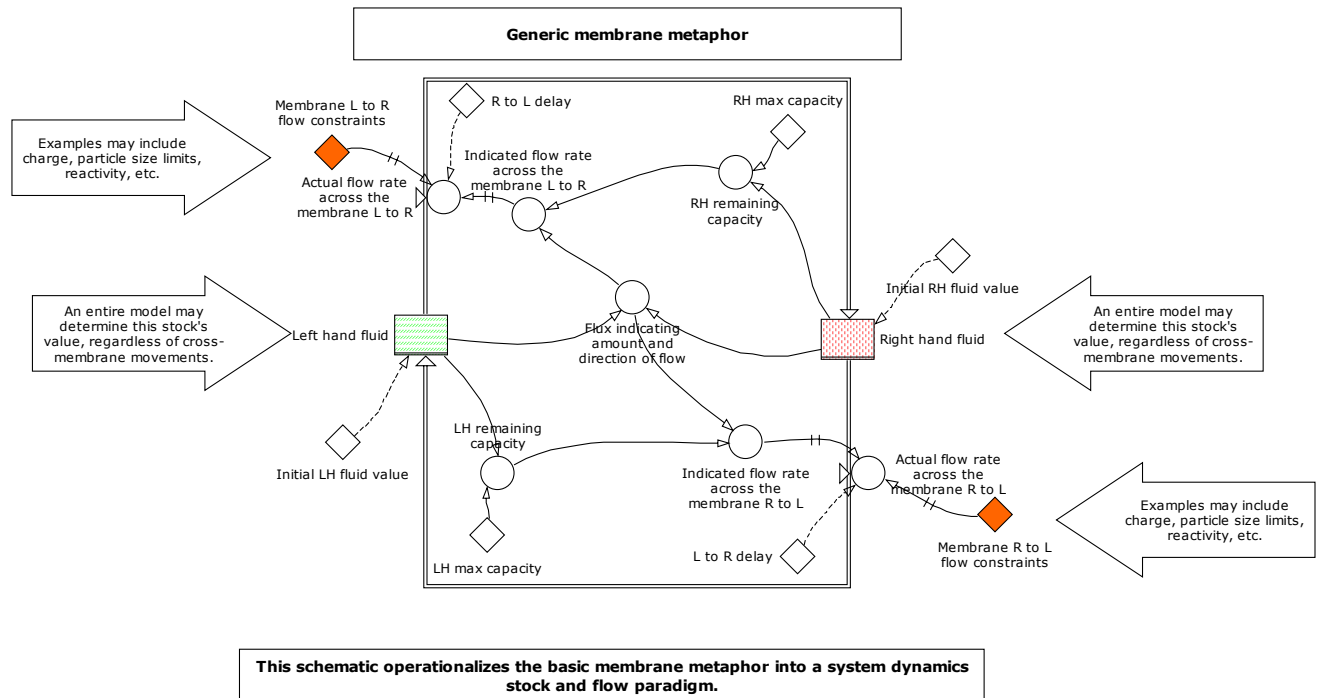 Generic membrane metaphor
Membrane L to R
flow constraints
R to L delay
RH max capacity
Examples may include
charge, particle size limits,
reactivity, etc.
Actual flow rate
across the
membrane L to R
Indicated flow rate
across the
membrane L to R
RH remaining
capacity
Initial RH fluid value
An entire model may
determine this stock's
value, regardless of cross-
membrane movements.
Left hand fluid
Flux indicating
amount and
direction of flow
Right hand fluid
An entire model may
determine this stock's
value, regardless of cross-
membrane movements.
Initial LH fluid value
LH remaining
capacity
Indicated flow rate
across the
membrane R to L
Actual flow rate
across the
membrane R to L
Examples may include
charge, particle size limits,
reactivity, etc.
LH max capacity
L to R delay
Membrane R to L
flow constraints
This schematic operationalizes the basic membrane metaphor into a system dynamics
stock and flow paradigm.